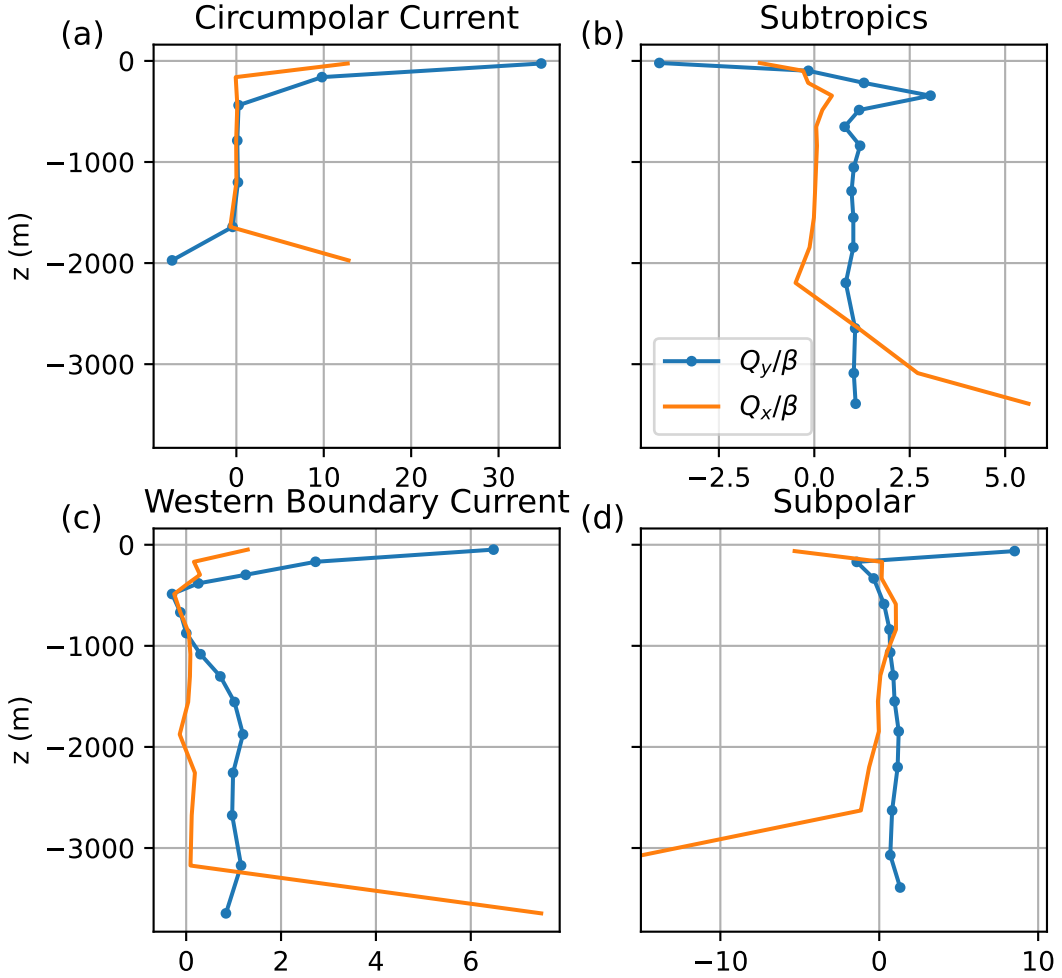 (a) Circumpolar Current
0
−1000
−2000
−3000
z (m)
0 10 20 30
(b) Subtropics
Q_y/β
Q_x/β
−2.5 0.0 2.5 5.0
(c) Western Boundary Current
0
−1000
−2000
−3000
z (m)
0 2 4 6
(d) Subpolar
−10 0 10